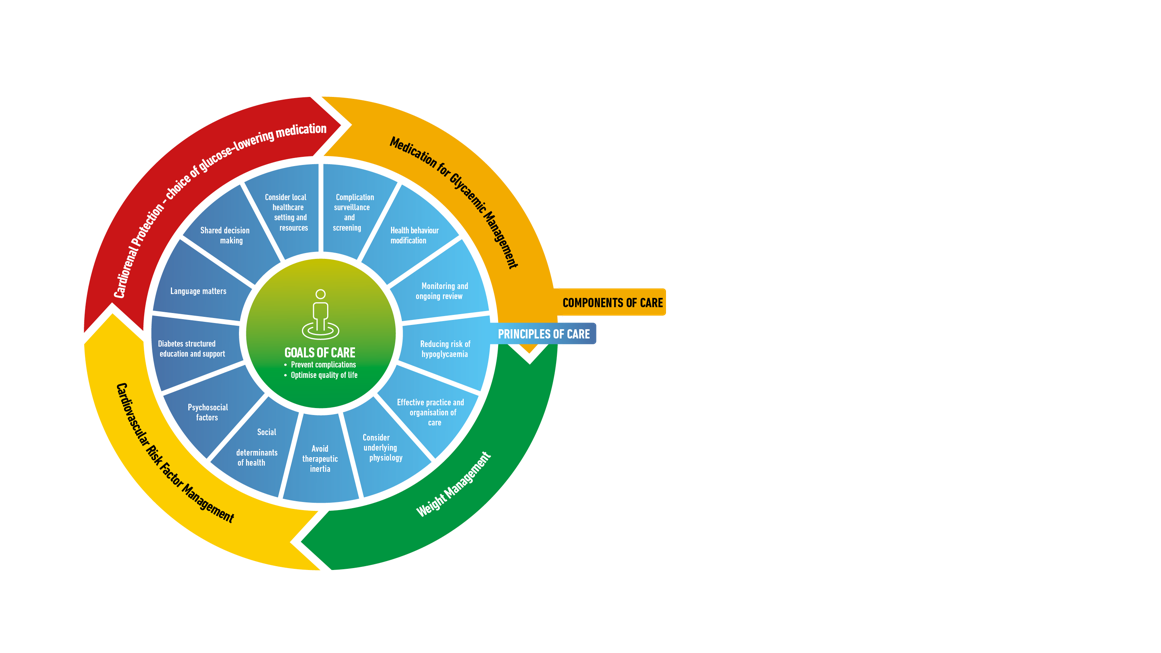 Cardiorenal Protection - choice of glucose-lowering medication
Medication for Glycaemic Management
COMPONENTS OF CARE
PRINCIPLES OF CARE
Weight Management
Cardiovascular Risk Factor Management
Complication
surveillance
and
screening
Health behaviour
modification
Monitoring and
ongoing review
Reducing risk of
hypoglycaemia
Effective practice and
organisation of
care
Consider
underlying
physiology
Avoid
therapeutic
inertia
Social
determinants
of health
Psychosocial
factors
Diabetes structured
education and support
Language matters
Shared decision
making
Consider local
healthcare
setting and
resources
GOALS OF CARE
• Prevent complications
• Optimise quality of life